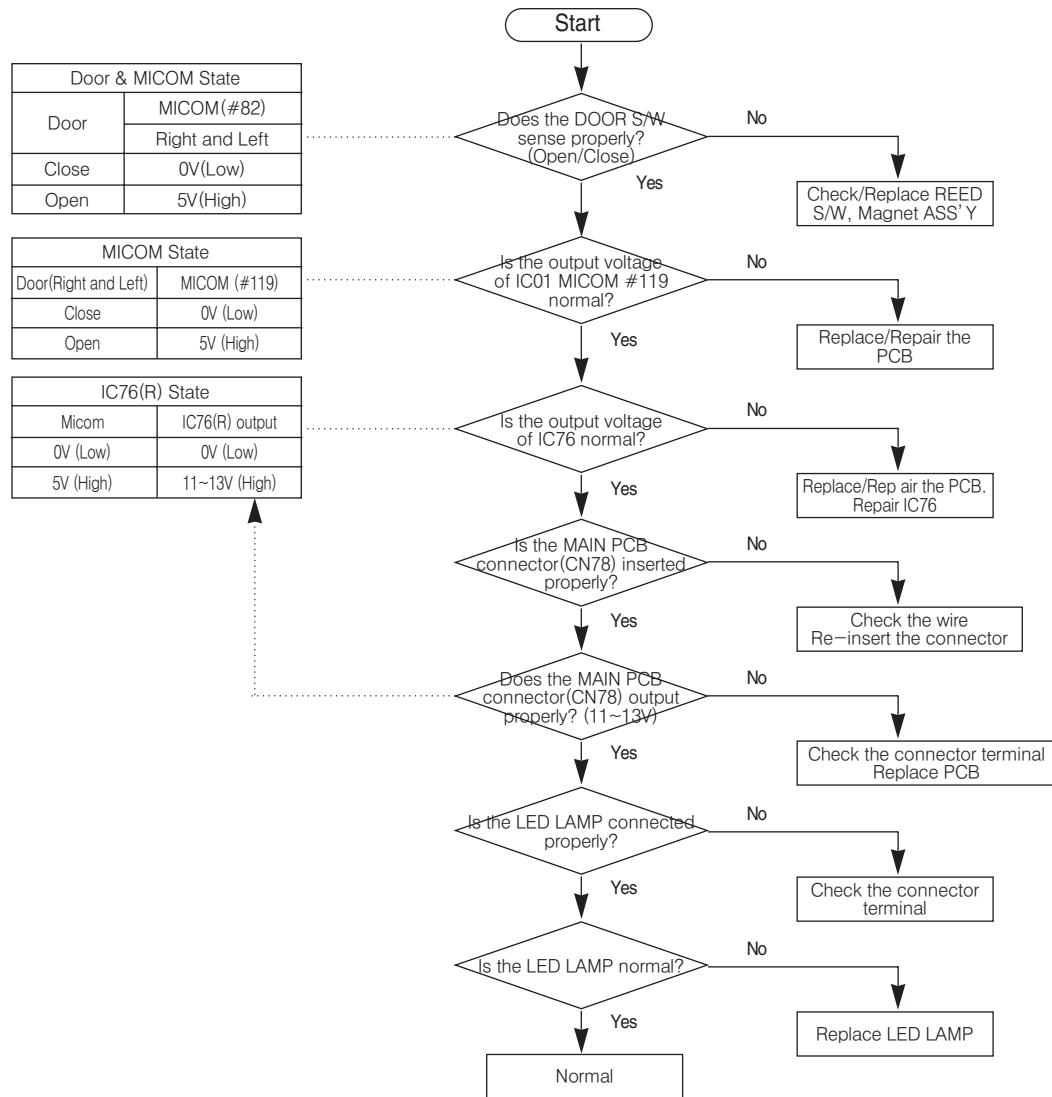 Start
Door & MICOM State
Door
MICOM(#82)
Right and Left
Close
0V(Low)
Open
5V(High)
Does the DOOR S/W
sense properly?
(Open/Close)
No
Yes
Check/Replace REED
S/W, Magnet ASS'Y
MICOM State
Door(Right and Left)
MICOM (#119)
Close
0V (Low)
Open
5V (High)
Is the output voltage
of IC01 MICOM #119
normal?
No
Yes
Replace/Repair the
PCB
IC76(R) State
Micom
IC76(R) output
0V (Low)
0V (Low)
5V (High)
11~13V (High)
Is the output voltage
of IC76 normal?
No
Yes
Replace/Rep air the PCB.
Repair IC76
Is the MAIN PCB
connector(CN78) inserted
properly?
No
Yes
Check the wire
Re-insert the connector
Does the MAIN PCB
connector(CN78) output
properly? (11~13V)
No
Yes
Check the connector terminal
Replace PCB
Is the LED LAMP connected
properly?
No
Yes
Check the connector
terminal
Is the LED LAMP normal?
No
Yes
Replace LED LAMP
Normal